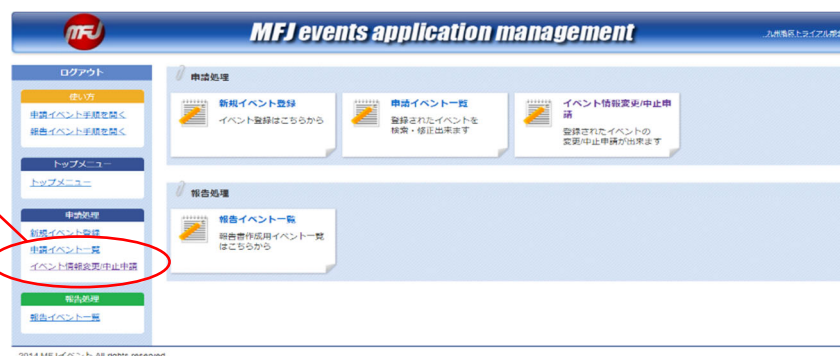 MFJ
MFJ events application management
九州地区トライアル部会
ログアウト
使い方
申請イベント手順を開く
報告イベント手順を開く
トップメニュー
トップメニュー
申請処理
新規イベント登録
申請イベント一覧
イベント情報変更/中止申請
報告処理
報告イベント一覧
申請処理
新規イベント登録
イベント登録はこちらから
申請イベント一覧
登録されたイベントを
検索・修正出来ます
イベント情報変更/中止申
請
登録されたイベントの
変更/中止申請が出来ます
報告処理
報告イベント一覧
報告書作成用イベント一覧
はこちらから
2014 MFJイベント All rights reserved